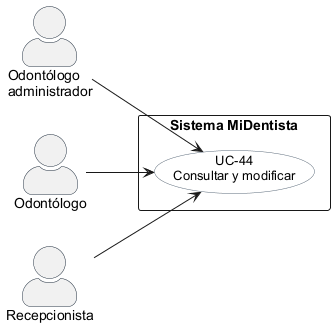 Odontólogo
administrador
Sistema MiDentista
UC-44
Consultar y modificar
Odontólogo
Recepcionista